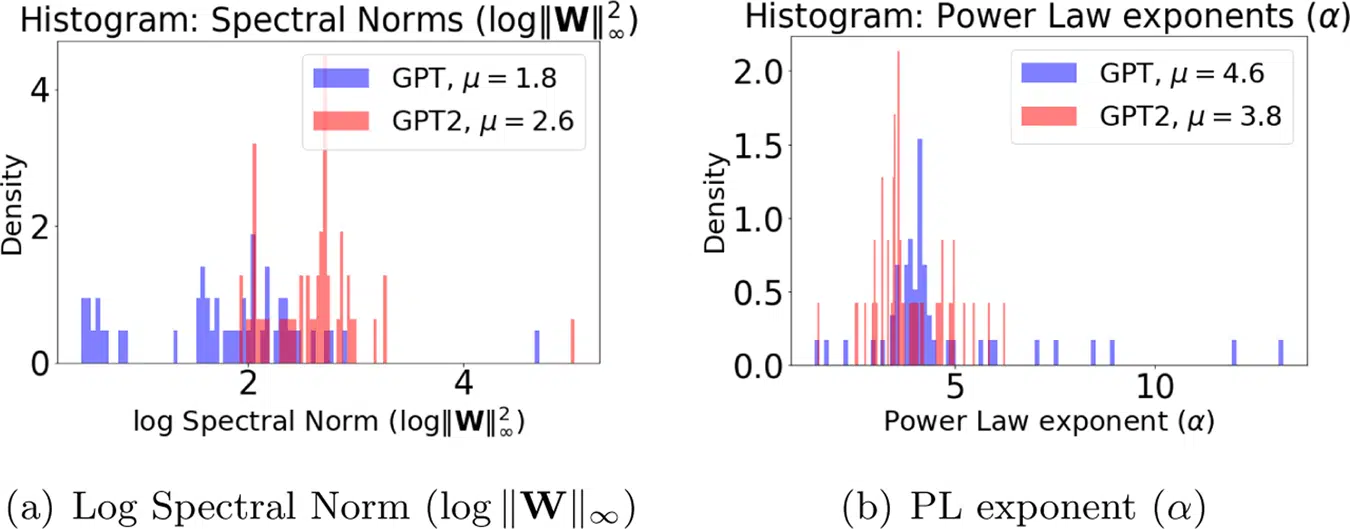 Histogram: Spectral Norms (log‖W‖²∞)
4
2
0
Density
GPT, μ = 1.8
GPT2, μ = 2.6
2
4
log Spectral Norm (log‖W‖²∞)
(a) Log Spectral Norm (log ‖W‖∞)
Histogram: Power Law exponents (α)
2.0
1.5
1.0
0.5
0.0
Density
GPT, μ = 4.6
GPT2, μ = 3.8
5
10
Power Law exponent (α)
(b) PL exponent (α)